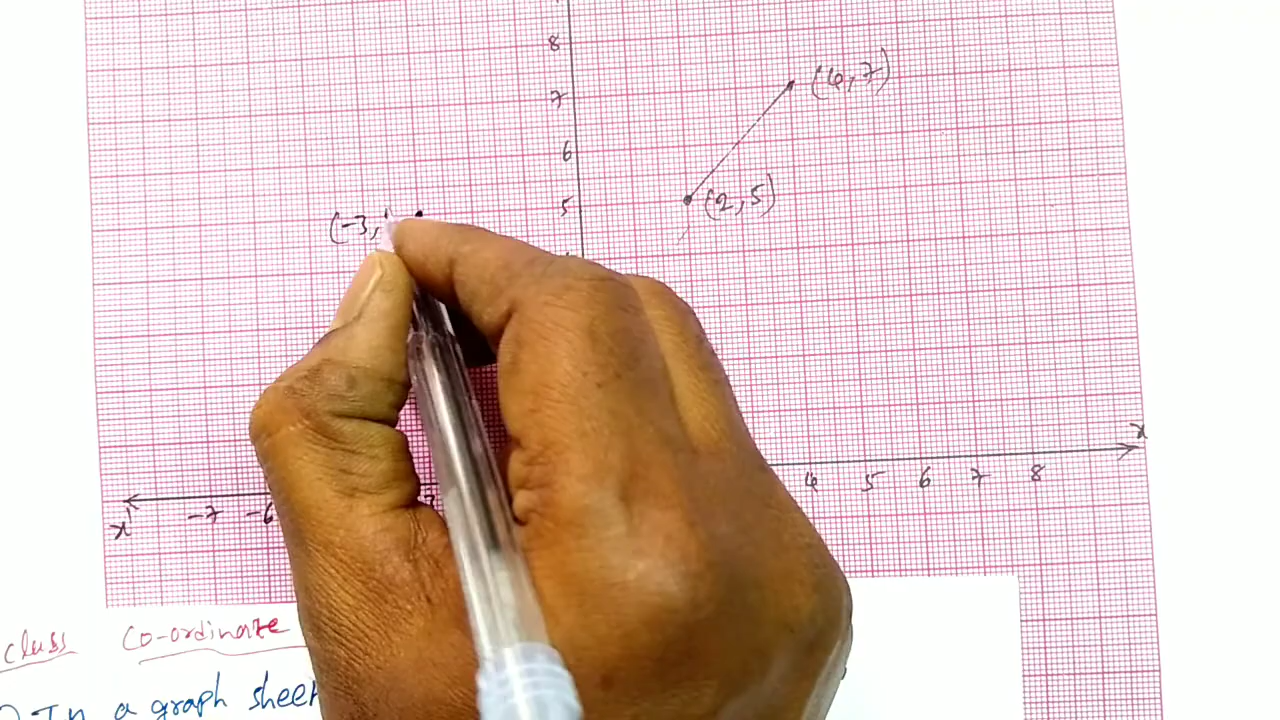 8
(4,7)
7
6
(2,5)
5
(-3,
x
4 5 6 7 8
-7 -6
x'
class Co-ordinate
In a graph sheet